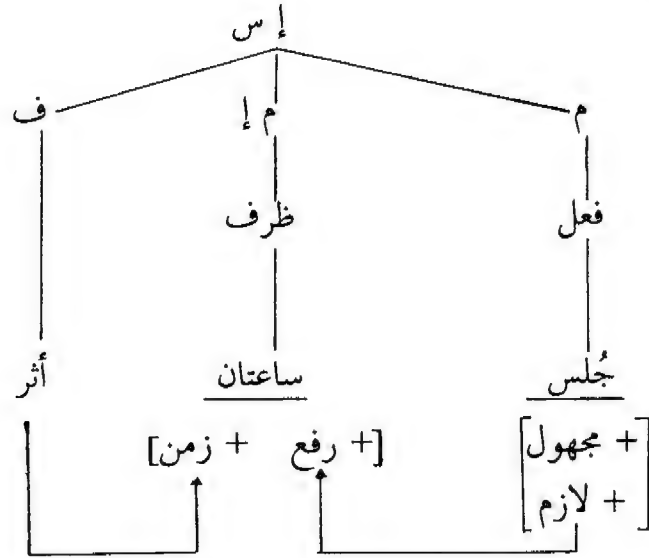 إ س
م م إ ف
فعل ظرف
جُلس ساعتان أثر
[+ مجهول [+ رفع + زمن]
+ لازم]